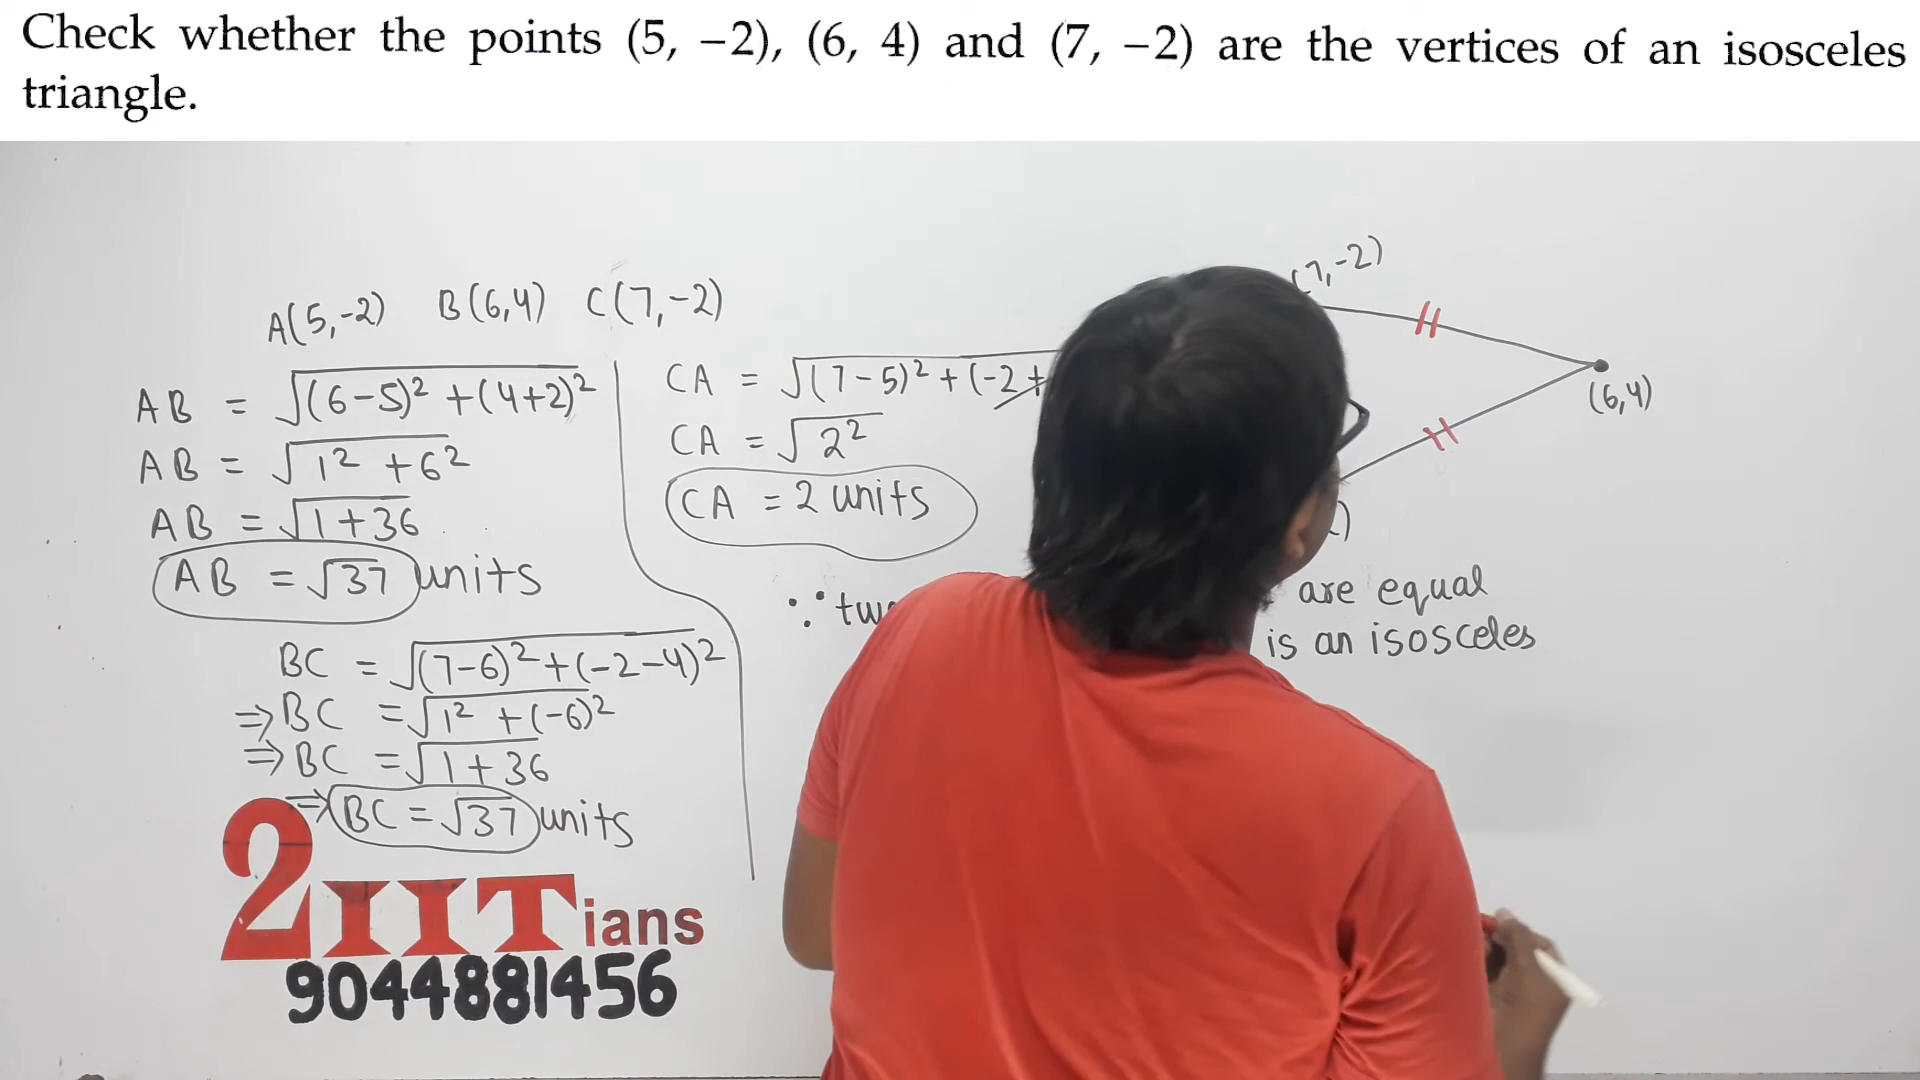 Check whether the points (5, −2), (6, 4) and (7, −2) are the vertices of an isosceles
triangle.
A(5,-2) B(6,4) C(7,-2)
AB = √(6-5)² + (4+2)²
AB = √1² + 6²
AB = √1+36
AB = √37 units
BC = √(7-6)² + (-2-4)²
⇒ BC = √1² + (-6)²
⇒ BC = √1+36
⇒ BC = √37 units
CA = √(7-5)² + (-2+
CA = √2²
CA = 2 units
(7,-2)
(6,4)
)
∵ two
are equal
is an isosceles
2IITians
9044881456